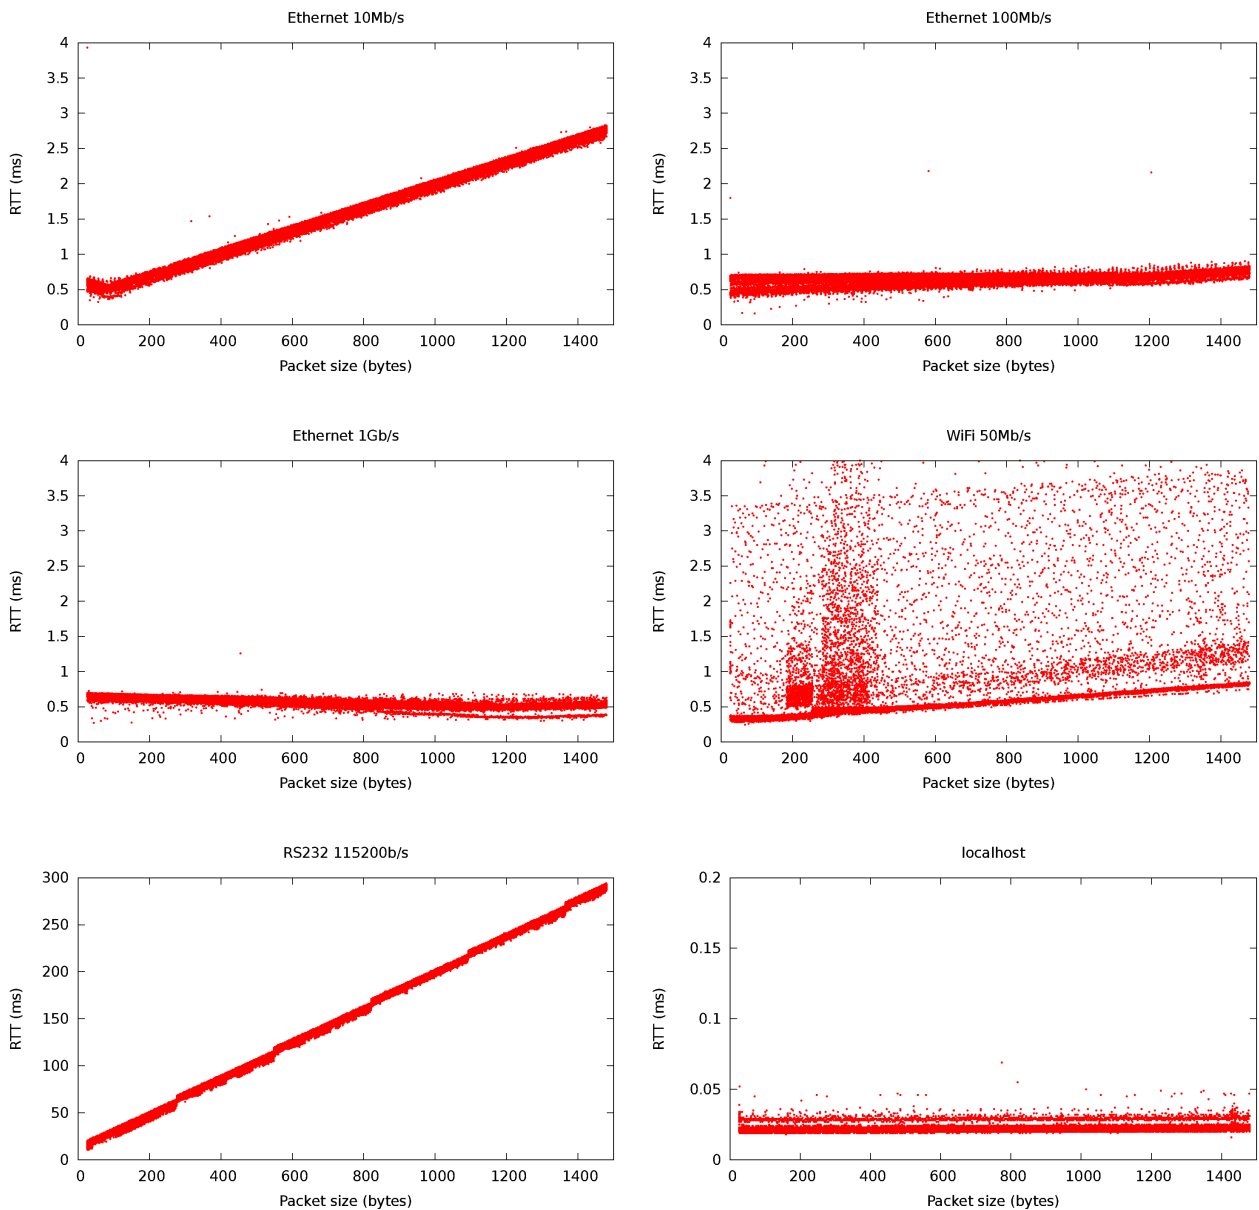 Ethernet 10Mb/s
4
3.5
3
2.5
2
1.5
1
0.5
0
RTT (ms)
0 200 400 600 800 1000 1200 1400
Packet size (bytes)
Ethernet 100Mb/s
4
3.5
3
2.5
2
1.5
1
0.5
0
RTT (ms)
0 200 400 600 800 1000 1200 1400
Packet size (bytes)
Ethernet 1Gb/s
4
3.5
3
2.5
2
1.5
1
0.5
0
RTT (ms)
0 200 400 600 800 1000 1200 1400
Packet size (bytes)
WiFi 50Mb/s
4
3.5
3
2.5
2
1.5
1
0.5
0
RTT (ms)
0 200 400 600 800 1000 1200 1400
Packet size (bytes)
RS232 115200b/s
300
250
200
150
100
50
0
RTT (ms)
0 200 400 600 800 1000 1200 1400
Packet size (bytes)
localhost
0.2
0.15
0.1
0.05
0
RTT (ms)
0 200 400 600 800 1000 1200 1400
Packet size (bytes)